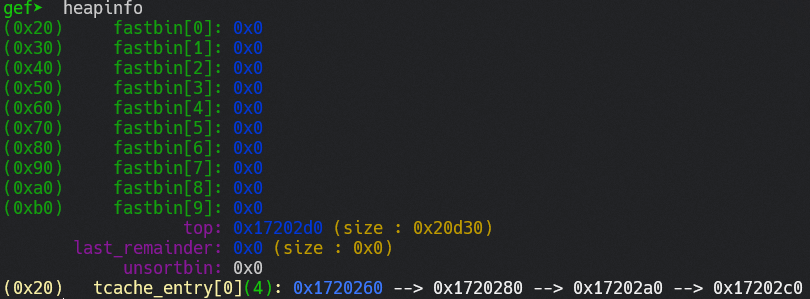 gef➤  heapinfo
(0x20)     fastbin[0]: 0x0
(0x30)     fastbin[1]: 0x0
(0x40)     fastbin[2]: 0x0
(0x50)     fastbin[3]: 0x0
(0x60)     fastbin[4]: 0x0
(0x70)     fastbin[5]: 0x0
(0x80)     fastbin[6]: 0x0
(0x90)     fastbin[7]: 0x0
(0xa0)     fastbin[8]: 0x0
(0xb0)     fastbin[9]: 0x0
top: 0x17202d0 (size : 0x20d30)
last_remainder: 0x0 (size : 0x0)
unsortbin: 0x0
(0x20)   tcache_entry[0](4): 0x1720260 --> 0x1720280 --> 0x17202a0 --> 0x17202c0